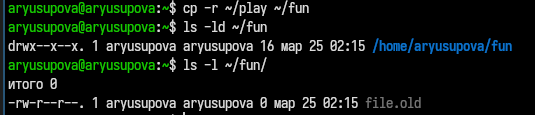 aryusupova@aryusupova:~$ cp -r ~/play ~/fun
aryusupova@aryusupova:~$ ls -ld ~/fun
drwx--x--x. 1 aryusupova aryusupova 16 мар 25 02:15 /home/aryusupova/fun
aryusupova@aryusupova:~$ ls -l ~/fun/
итого 0
-rw-r--r--. 1 aryusupova aryusupova 0 мар 25 02:15 file.old